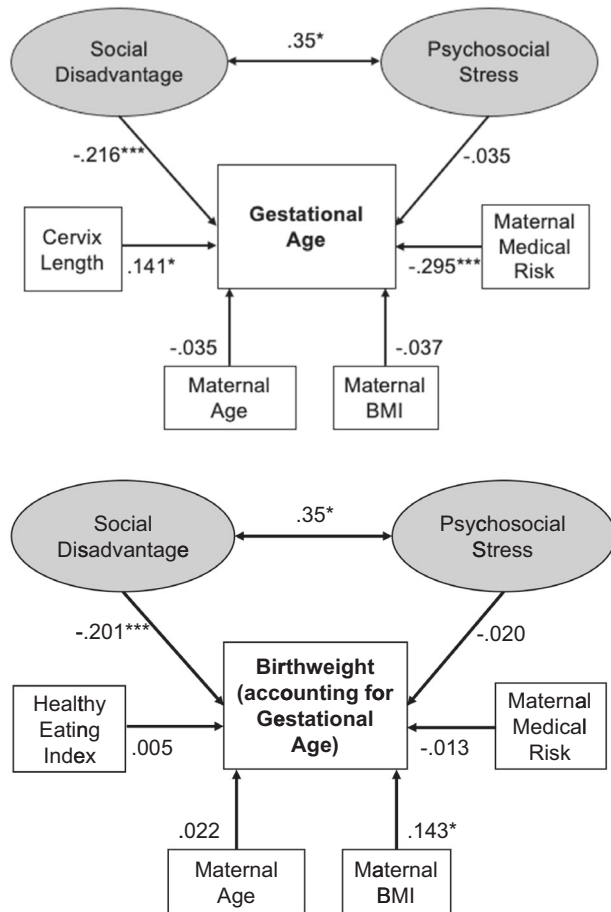 Social
Disadvantage
.35*
Psychosocial
Stress
-.216***
-.035
Gestational
Age
Cervix
Length
.141*
Maternal
Medical
Risk
-.295***
-.035
-.037
Maternal
Age
Maternal
BMI
Social
Disadvantage
.35*
Psychosocial
Stress
-.201***
-.020
Birthweight
(accounting for
Gestational
Age)
Healthy
Eating
Index
.005
Maternal
Medical
Risk
-.013
.022
.143*
Maternal
Age
Maternal
BMI